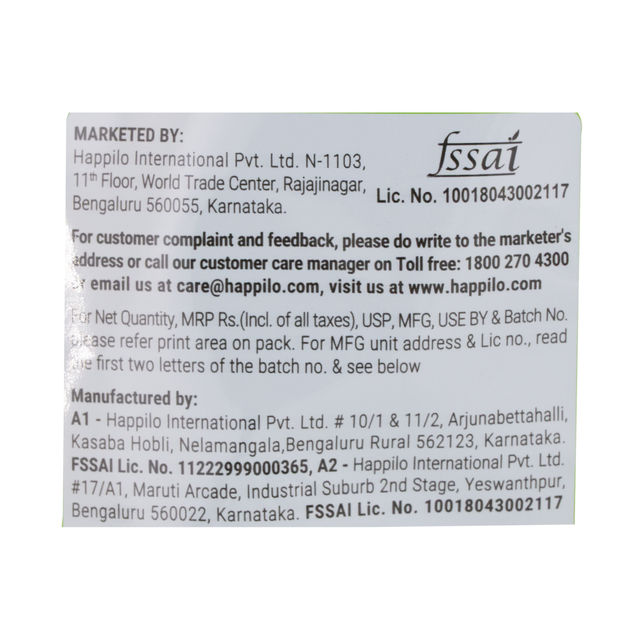 MARKETED BY:
Happilo International Pvt. Ltd. N-1103,
11th Floor, World Trade Center, Rajajinagar,
Bengaluru 560055, Karnataka.
fssai
Lic. No. 10018043002117
For customer complaint and feedback, please do write to the marketer's
address or call our customer care manager on Toll free: 1800 270 4300
or email us at care@happilo.com, visit us at www.happilo.com
For Net Quantity, MRP Rs.(Incl. of all taxes), USP, MFG, USE BY & Batch No.
please refer print area on pack. For MFG unit address & Lic no., read
the first two letters of the batch no. & see below
Manufactured by:
A1 - Happilo International Pvt. Ltd. # 10/1 & 11/2, Arjunabettahalli,
Kasaba Hobli, Nelamangala,Bengaluru Rural 562123, Karnataka.
FSSAI Lic. No. 11222999000365, A2 - Happilo International Pvt. Ltd.
#17/A1, Maruti Arcade, Industrial Suburb 2nd Stage, Yeswanthpur,
Bengaluru 560022, Karnataka. FSSAI Lic. No. 10018043002117